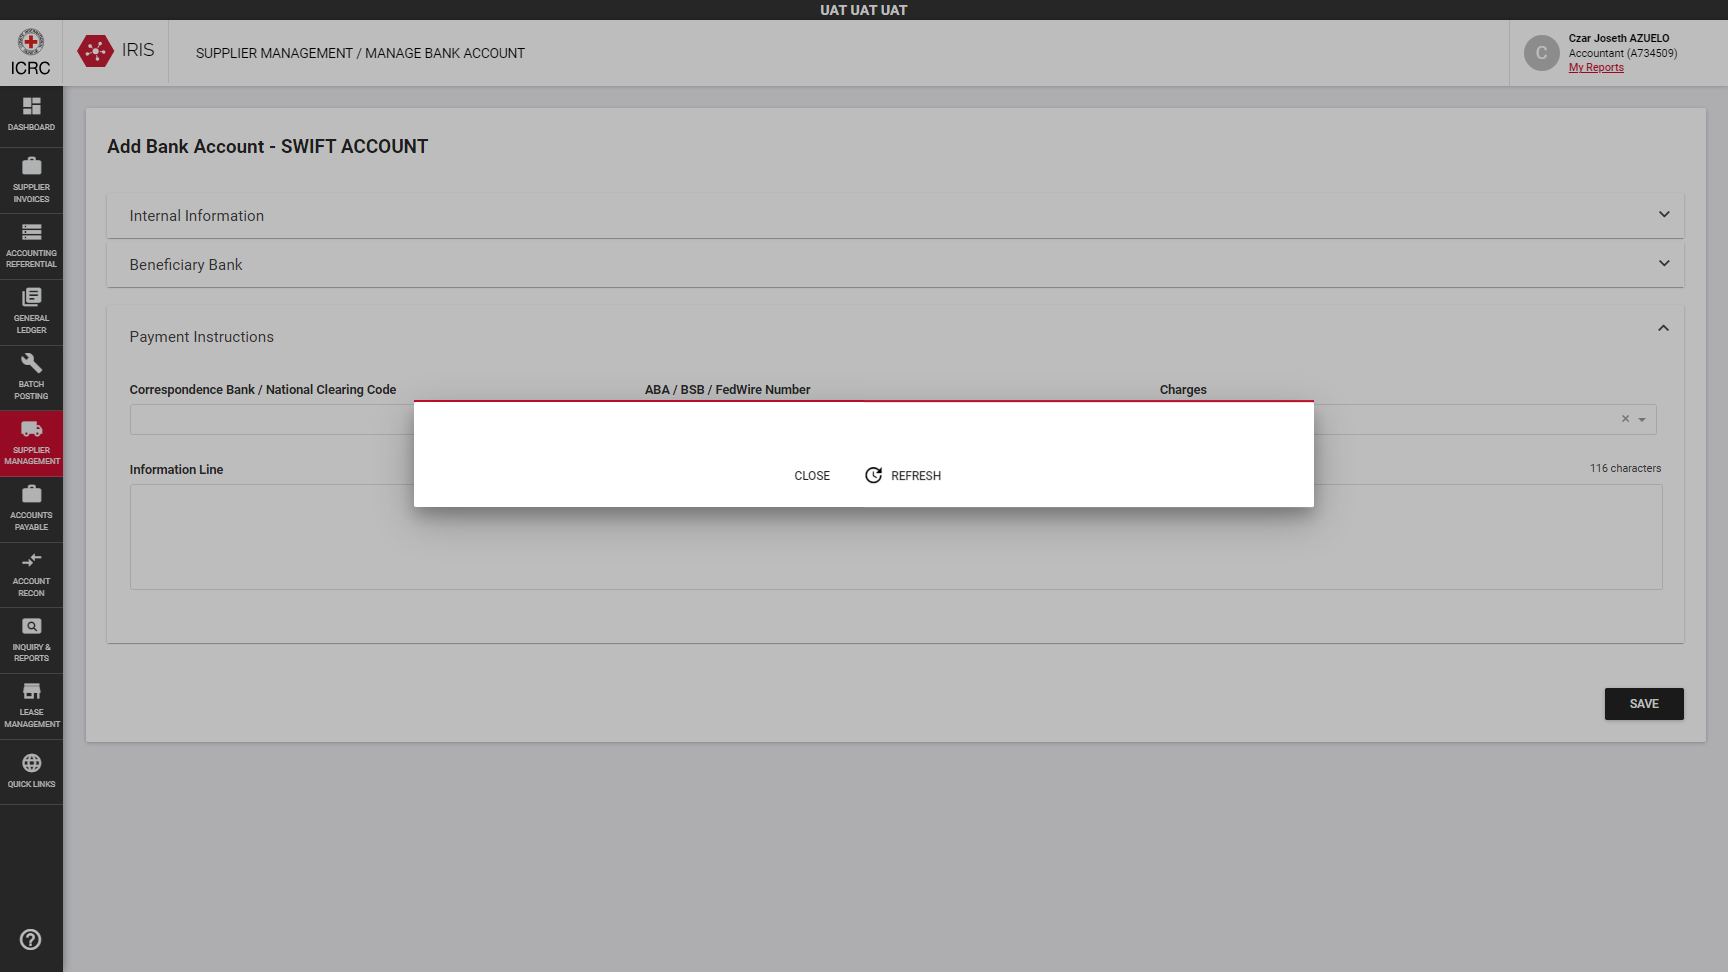 UAT UAT UAT
ICRC
IRIS
SUPPLIER MANAGEMENT / MANAGE BANK ACCOUNT
C
Czar Joseth AZUELO
Accountant (A734509)
My Reports
DASHBOARD
SUPPLIER
INVOICES
ACCOUNTING
REFERENTIAL
GENERAL
LEDGER
BATCH
POSTING
SUPPLIER
MANAGEMENT
ACCOUNTS
PAYABLE
ACCOUNT
RECON
INQUIRY &
REPORTS
LEASE
MANAGEMENT
QUICK LINKS
Add Bank Account - SWIFT ACCOUNT
Internal Information
Beneficiary Bank
Payment Instructions
Correspondence Bank / National Clearing Code
ABA / BSB / FedWire Number
Charges
Information Line
116 characters
CLOSE
REFRESH
SAVE